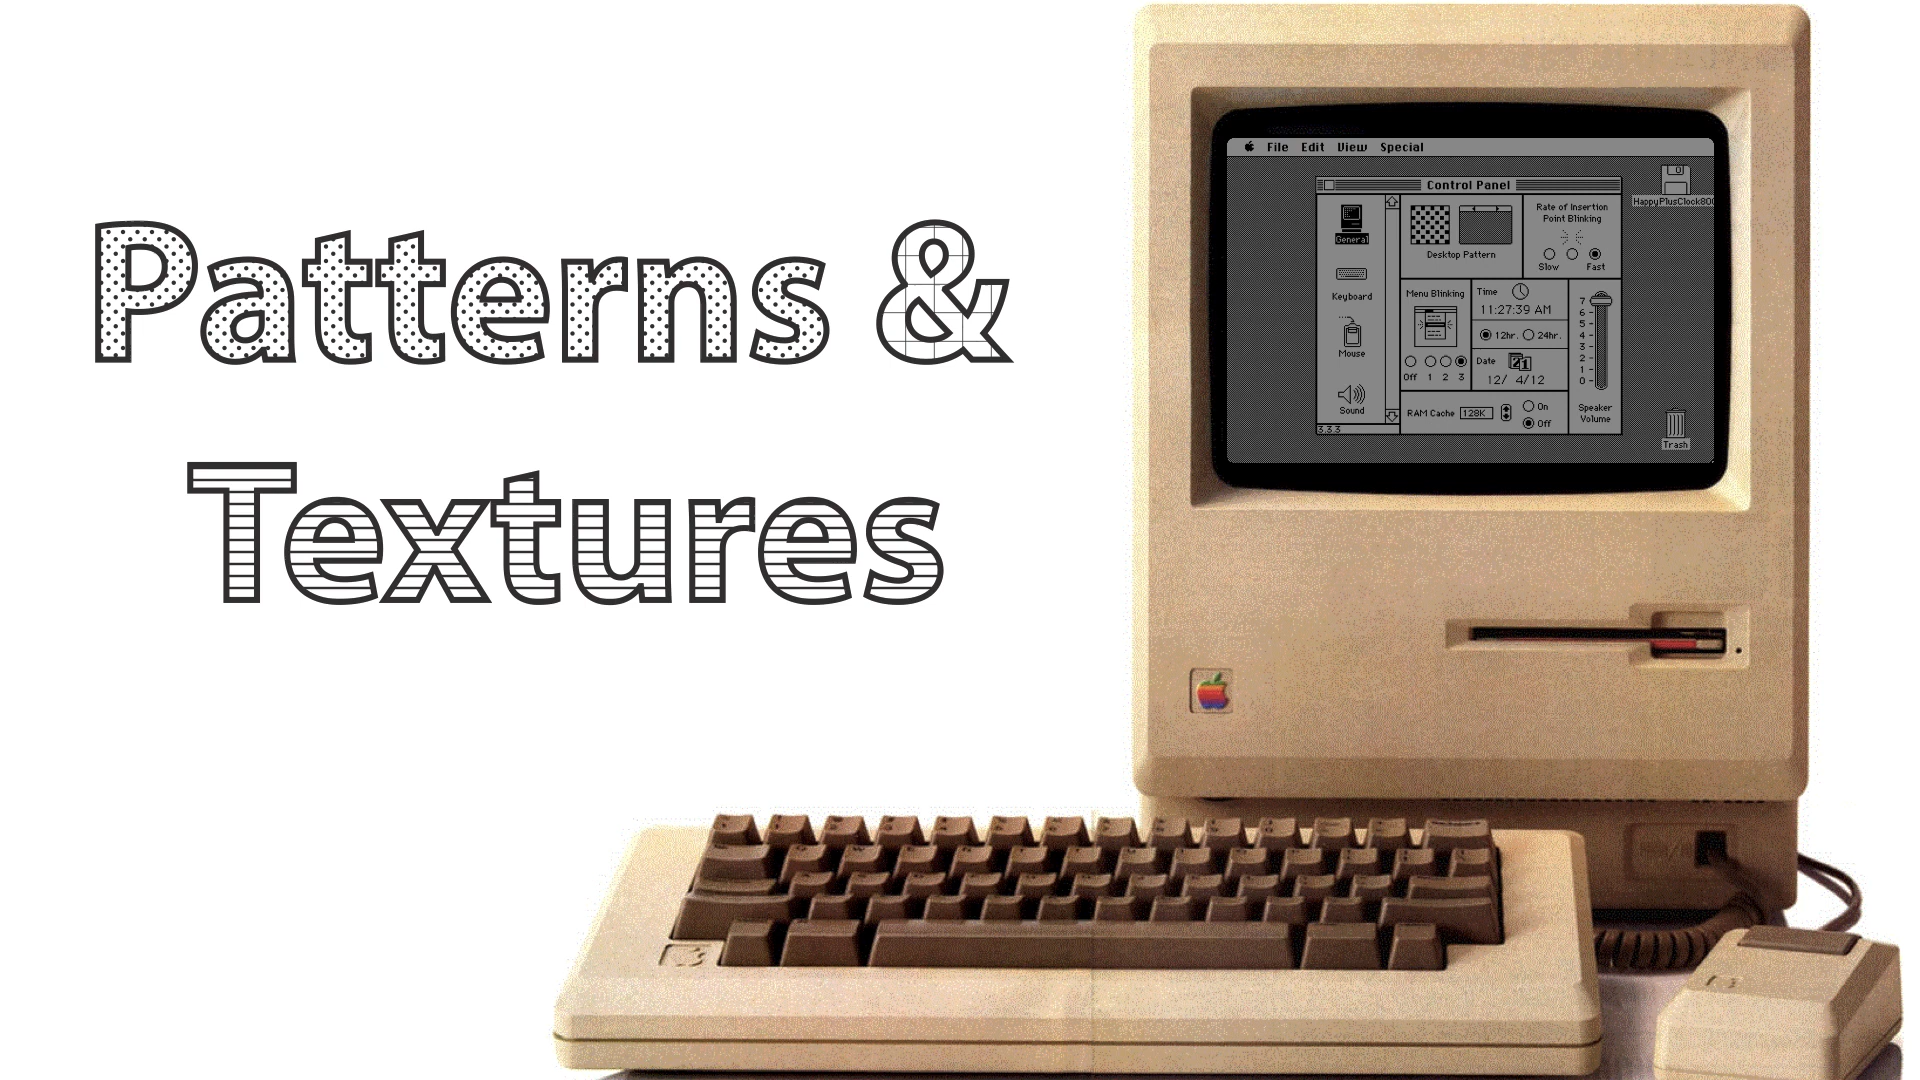 Patterns &
Textures
File Edit View Special
Control Panel
HappyPlusClock80
General
Keyboard
Mouse
Sound
3.3.3
Desktop Pattern
Rate of Insertion
Point Blinking
Slow Fast
Menu Blinking
Off 1 2 3
Time
11:27:39 AM
12hr. 24hr.
Date
21
12/ 4/12
RAM Cache 128K On
Off
7
6
5
4
3
2
1
0
Speaker
Volume
Trash